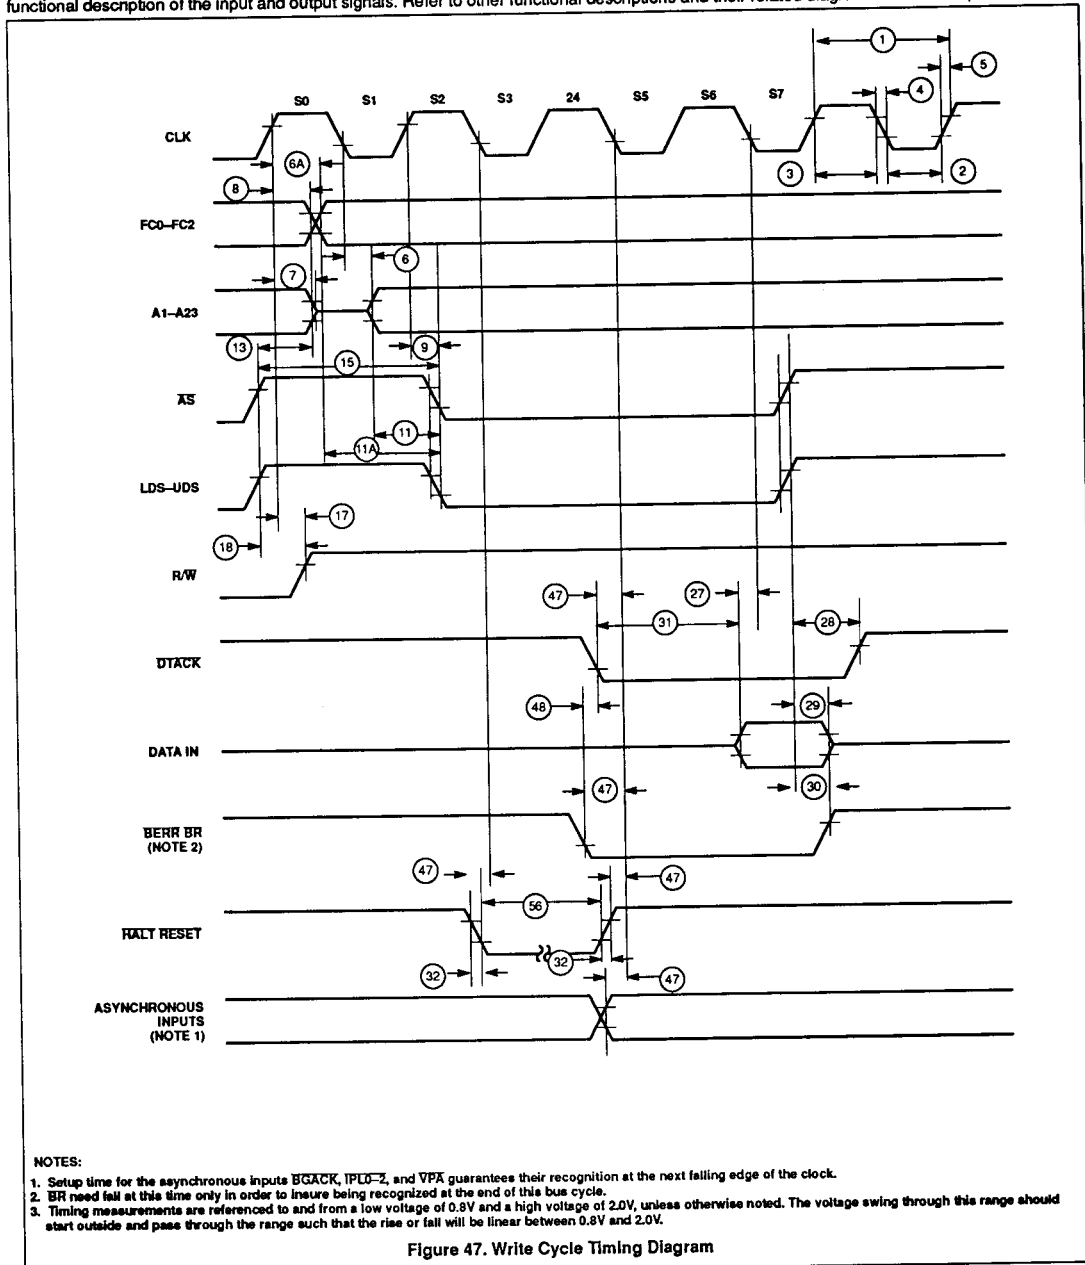 functional description of the input and output signals. Refer to other functional descriptions and their related diag
S0 S1 S2 S3 24 S5 S6 S7
1
5
4
CLK
6A
3
2
8
FC0–FC2
6
7
A1–A23
13
9
15
AS
11
11A
LDS–UDS
17
18
R/W
47
27
31
28
DTACK
48
29
DATA IN
47
30
BERR BR
(NOTE 2)
47
47
56
HALT RESET
32
32
47
ASYNCHRONOUS
INPUTS
(NOTE 1)
NOTES:
1. Setup time for the asynchronous inputs BGACK, IPL0–2, and VPA guarantees their recognition at the next falling edge of the clock.
2. BR need fall at this time only in order to insure being recognized at the end of this bus cycle.
3. Timing measurements are referenced to and from a low voltage of 0.8V and a high voltage of 2.0V, unless otherwise noted. The voltage swing through this range should
start outside and pass through the range such that the rise or fall will be linear between 0.8V and 2.0V.
Figure 47. Write Cycle Timing Diagram